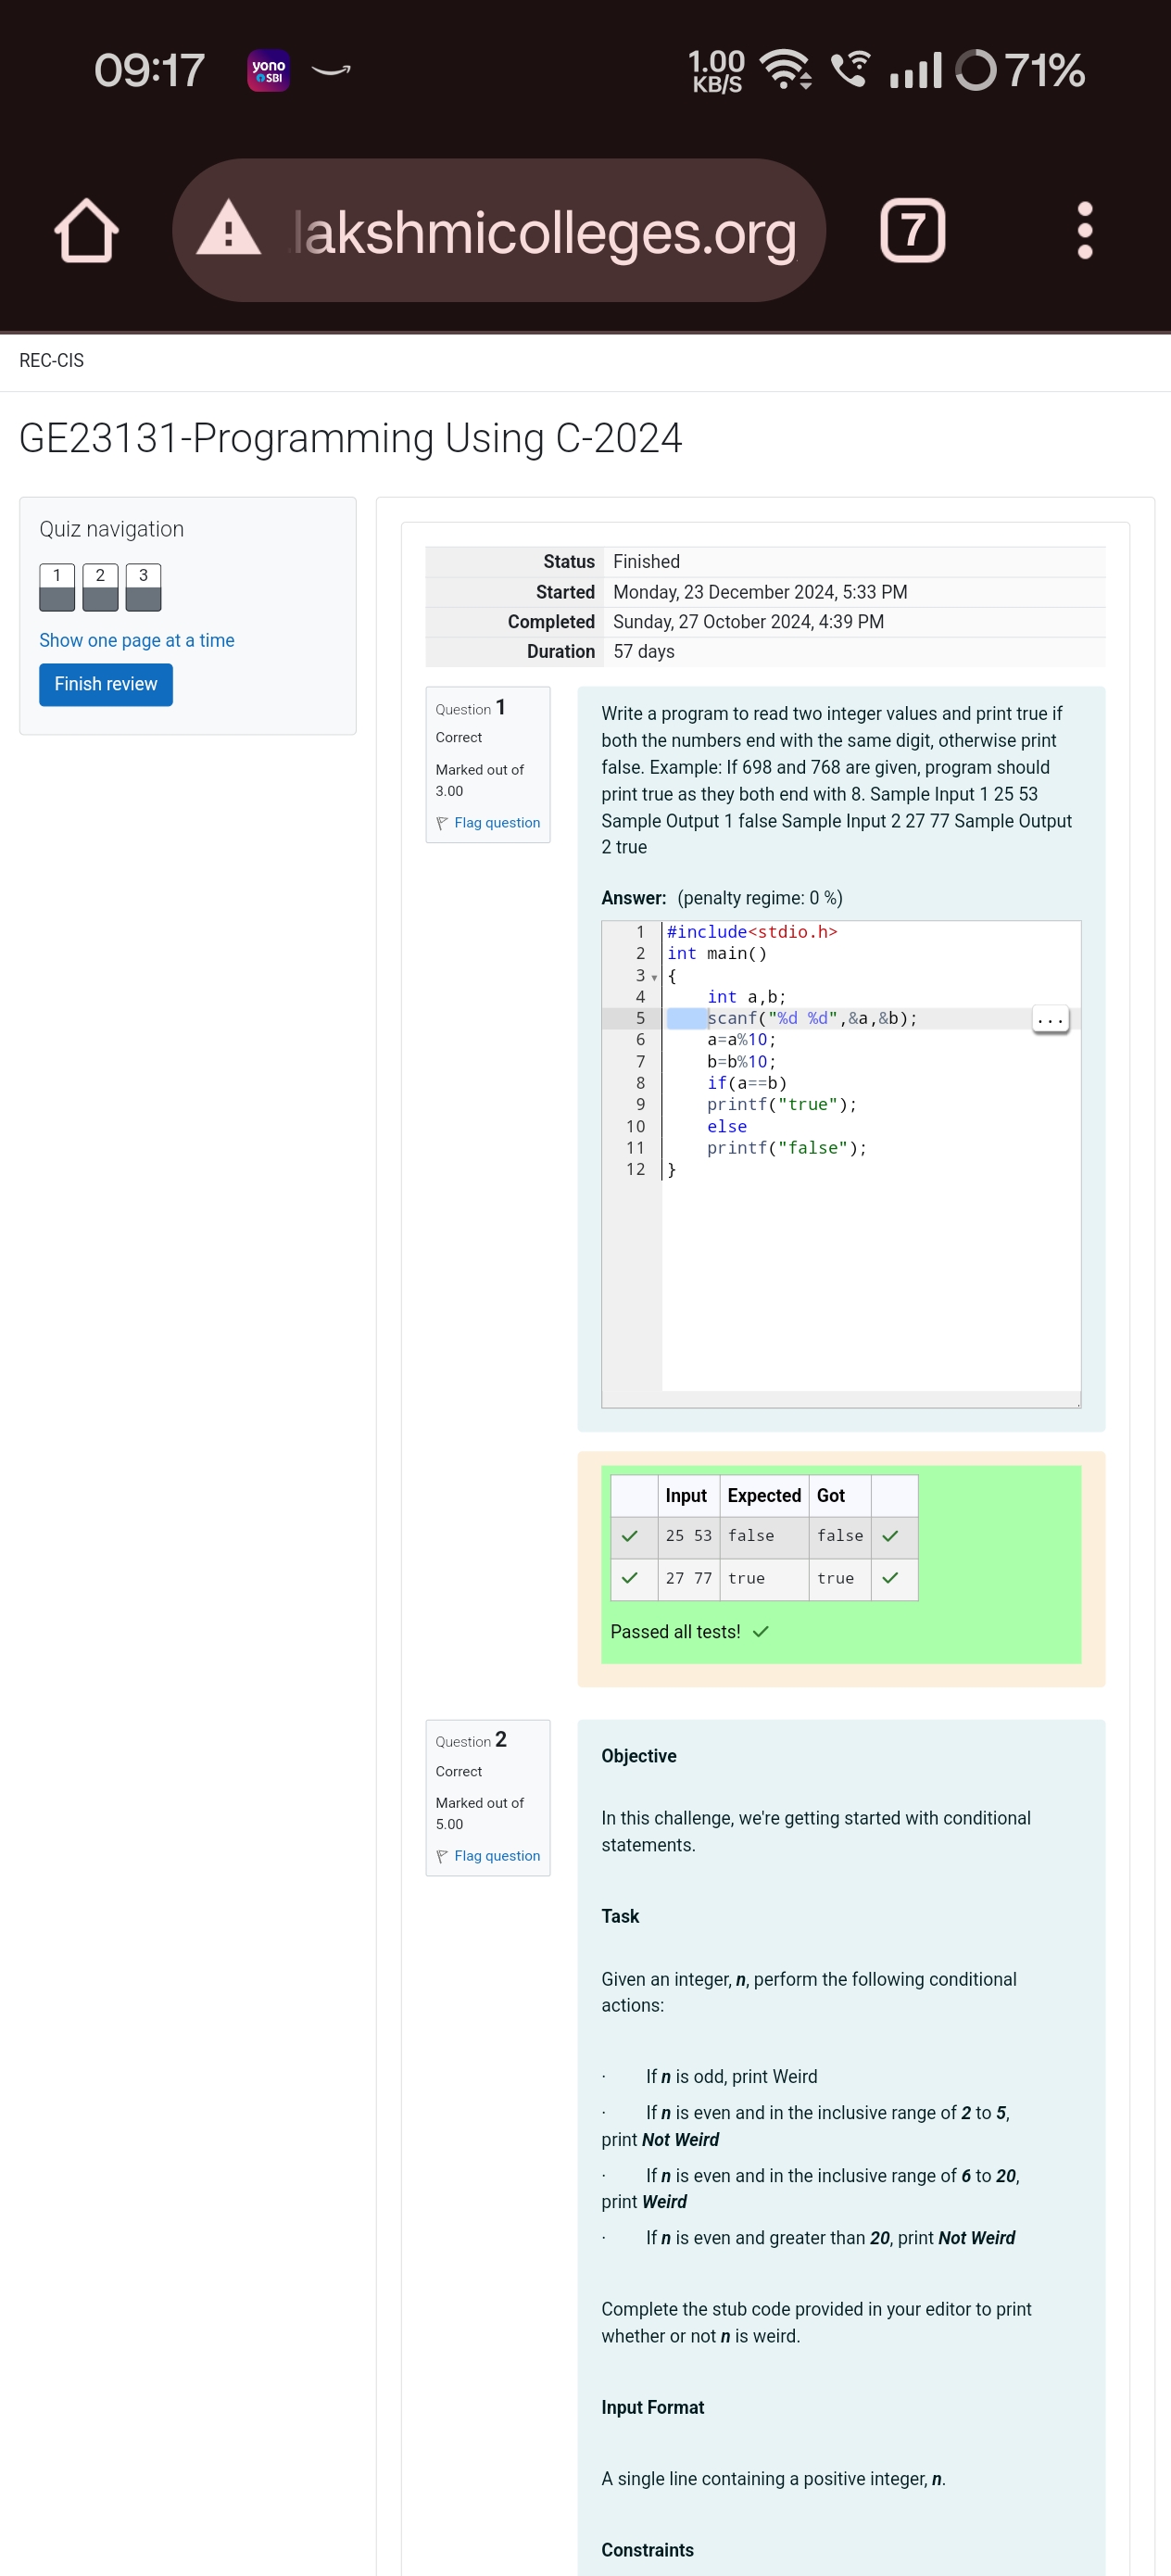 09:17
yono
SBI
1.00
KB/S
71%
lakshmicolleges.org
7
REC-CIS
GE23131-Programming Using C-2024
Quiz navigation
1 2 3
Show one page at a time
Finish review
Status Finished
Started Monday, 23 December 2024, 5:33 PM
Completed Sunday, 27 October 2024, 4:39 PM
Duration 57 days
Question 1
Correct
Marked out of
3.00
Flag question
Write a program to read two integer values and print true if
both the numbers end with the same digit, otherwise print
false. Example: If 698 and 768 are given, program should
print true as they both end with 8. Sample Input 1 25 53
Sample Output 1 false Sample Input 2 27 77 Sample Output
2 true
Answer: (penalty regime: 0 %)
1 #include<stdio.h>
2 int main()
3 {
4     int a,b;
5     scanf("%d %d",&a,&b);
...
6     a=a%10;
7     b=b%10;
8     if(a==b)
9     printf("true");
10     else
11     printf("false");
12 }
Input Expected Got
25 53 false false
27 77 true true
Passed all tests!
Question 2
Correct
Marked out of
5.00
Flag question
Objective
In this challenge, we're getting started with conditional
statements.
Task
Given an integer, n, perform the following conditional
actions:
· If n is odd, print Weird
· If n is even and in the inclusive range of 2 to 5,
print Not Weird
· If n is even and in the inclusive range of 6 to 20,
print Weird
· If n is even and greater than 20, print Not Weird
Complete the stub code provided in your editor to print
whether or not n is weird.
Input Format
A single line containing a positive integer, n.
Constraints